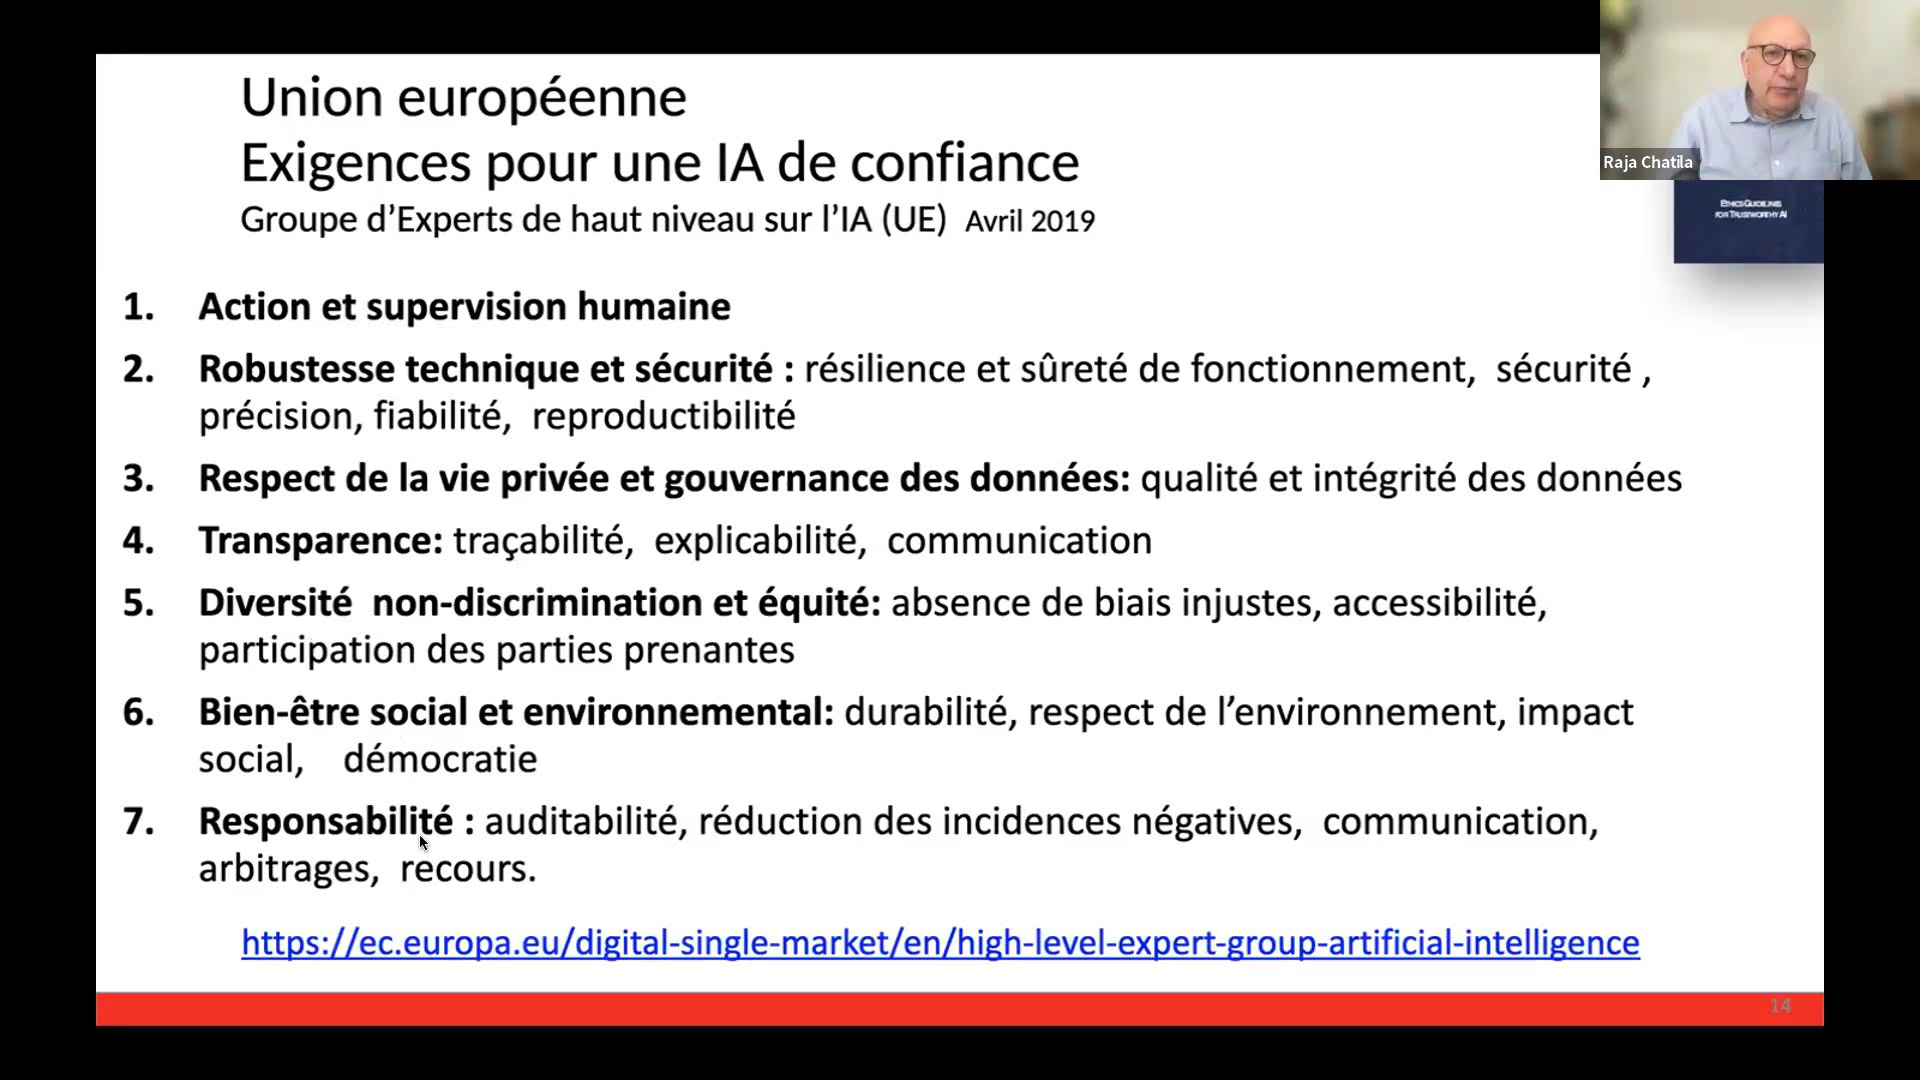 Union européenne
Exigences pour une IA de confiance
Groupe d’Experts de haut niveau sur l’IA (UE) Avril 2019
Raja Chatila
ETHICS GUIDELINES
FOR TRUSTWORTHY AI
1. Action et supervision humaine
2. Robustesse technique et sécurité : résilience et sûreté de fonctionnement, sécurité ,
précision, fiabilité, reproductibilité
3. Respect de la vie privée et gouvernance des données: qualité et intégrité des données
4. Transparence: traçabilité, explicabilité, communication
5. Diversité non-discrimination et équité: absence de biais injustes, accessibilité,
participation des parties prenantes
6. Bien-être social et environnemental: durabilité, respect de l’environnement, impact
social, démocratie
7. Responsabilité : auditabilité, réduction des incidences négatives, communication,
arbitrages, recours.
https://ec.europa.eu/digital-single-market/en/high-level-expert-group-artificial-intelligence
14